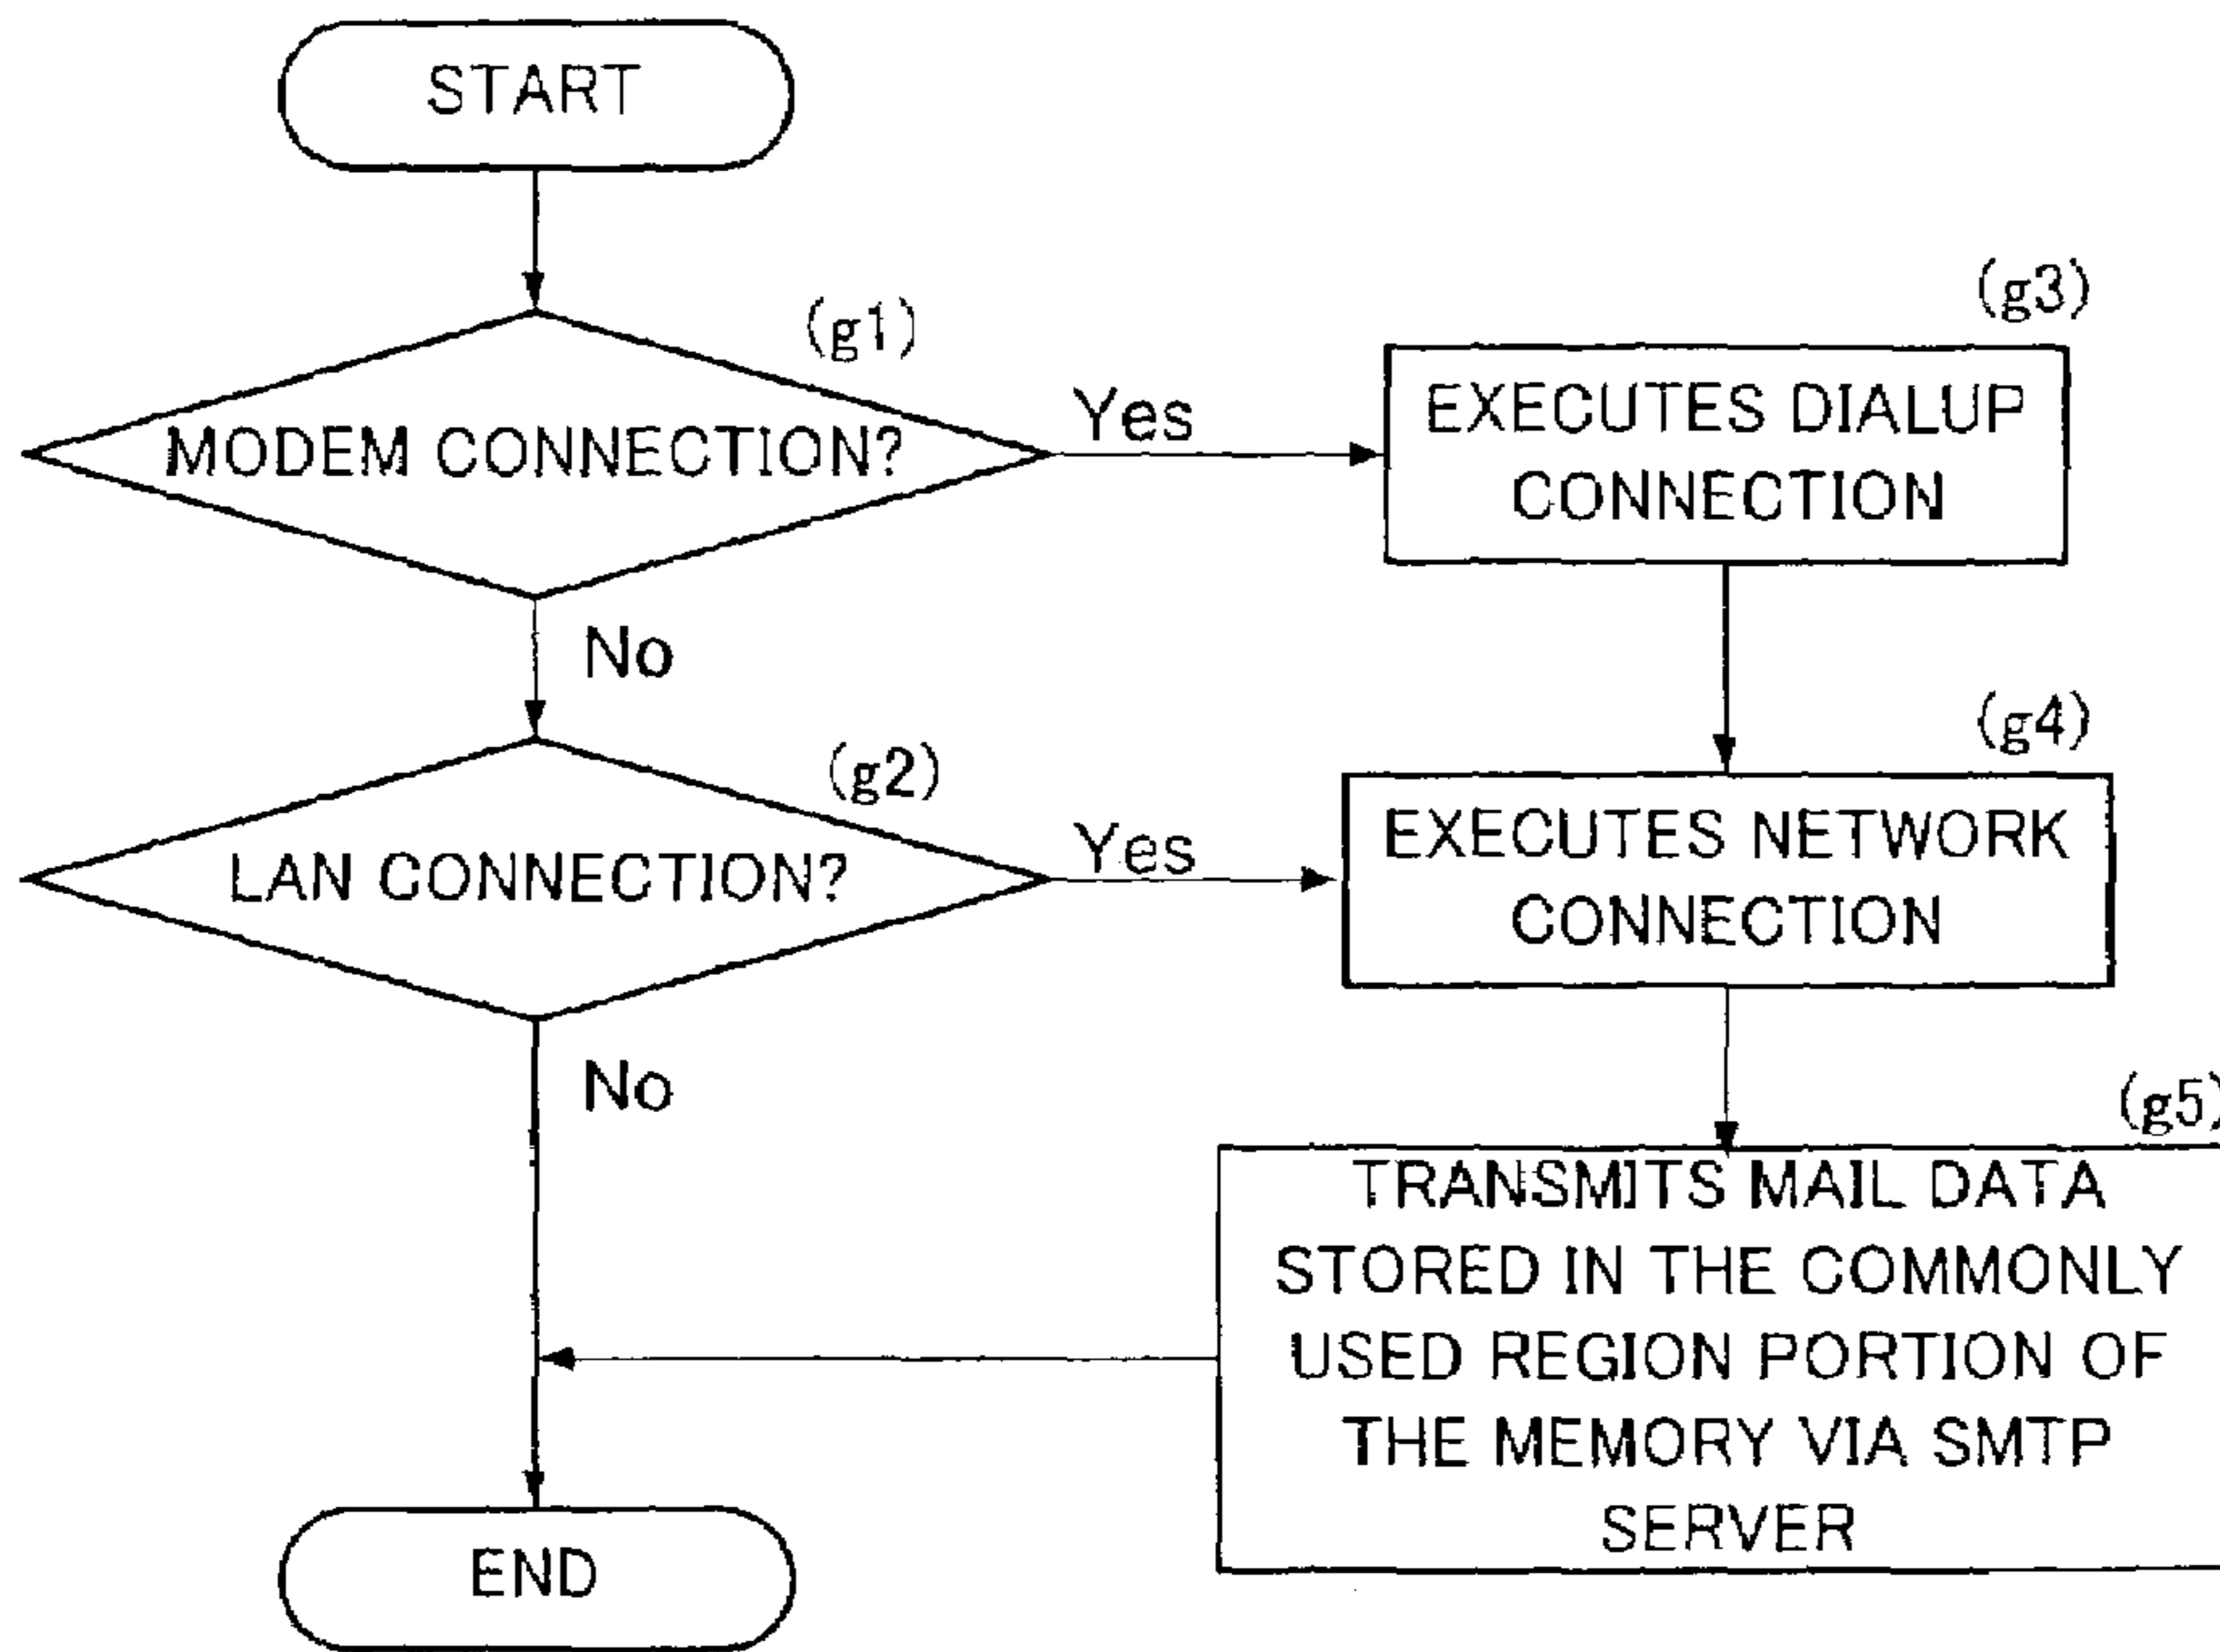 START
(g1)
MODEM CONNECTION?
Yes
(g3)
EXECUTES DIALUP
CONNECTION
No
(g2)
LAN CONNECTION?
Yes
(g4)
EXECUTES NETWORK
CONNECTION
No
(g5)
TRANSMITS MAIL DATA
STORED IN THE COMMONLY
USED REGION PORTION OF
THE MEMORY VIA SMTP
SERVER
END